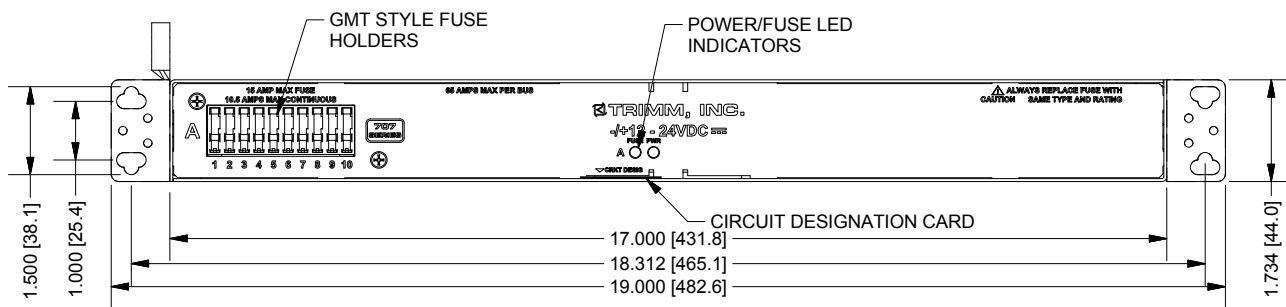 GMT STYLE FUSE
HOLDERS
POWER/FUSE LED
INDICATORS
15 AMP MAX FUSE
10.5 AMPS MAX CONTINUOUS
65 AMPS MAX PER BUS
ALWAYS REPLACE FUSE WITH
CAUTION SAME TYPE AND RATING
TRIMM, INC.
-/+12 - 24VDC
A
707
SERIES
FUSE PWR
A
1 2 3 4 5 6 7 8 9 10
CRKT DESIG
CIRCUIT DESIGNATION CARD
17.000 [431.8]
18.312 [465.1]
19.000 [482.6]
1.500 [38.1]
1.000 [25.4]
1.734 [44.0]